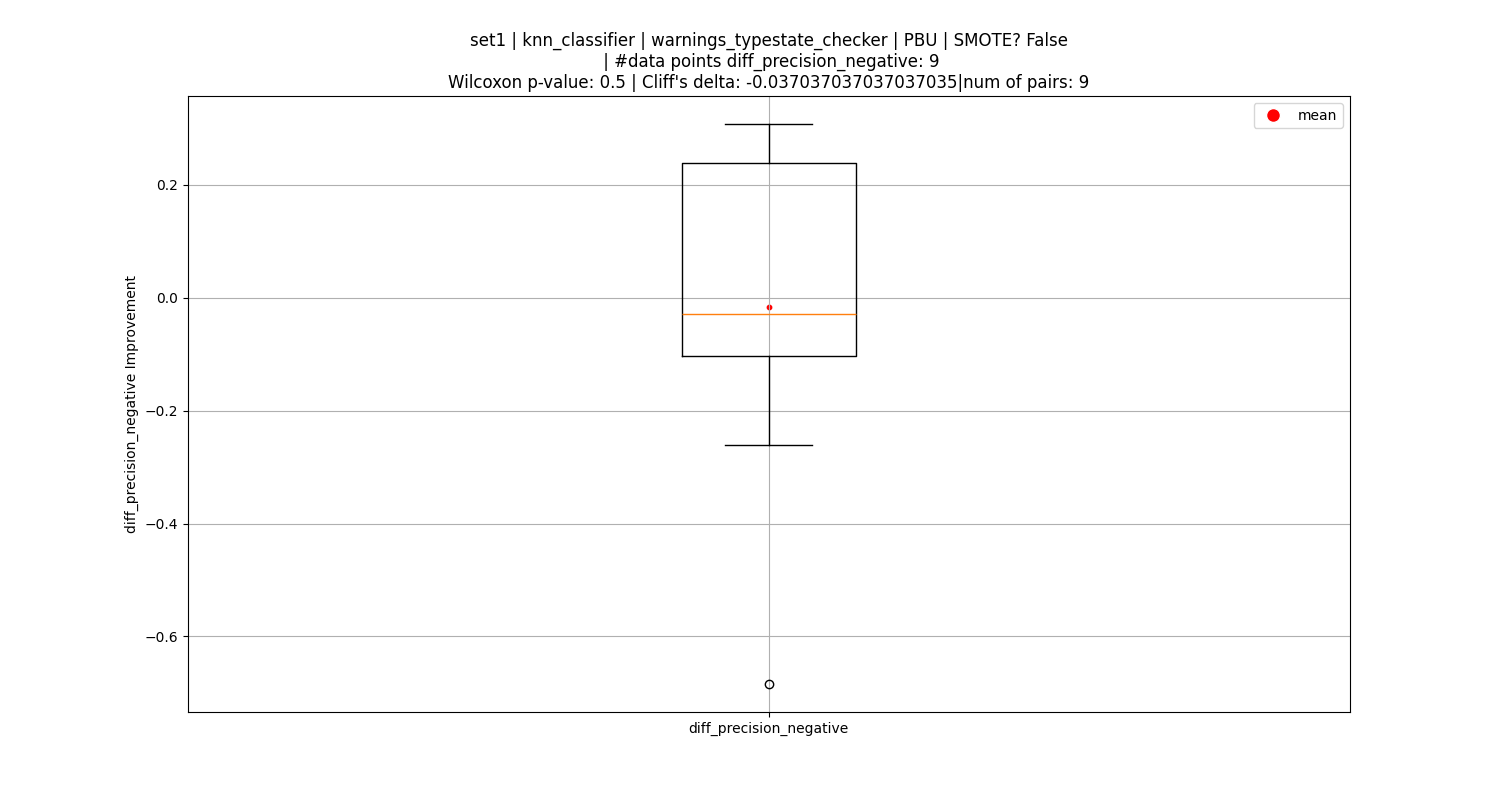 set1 | knn_classifier | warnings_typestate_checker | PBU | SMOTE? False
| #data points diff_precision_negative: 9
Wilcoxon p-value: 0.5 | Cliff's delta: -0.037037037037037035|num of pairs: 9
mean
0.2
0.0
−0.2
−0.4
−0.6
diff_precision_negative Improvement
diff_precision_negative